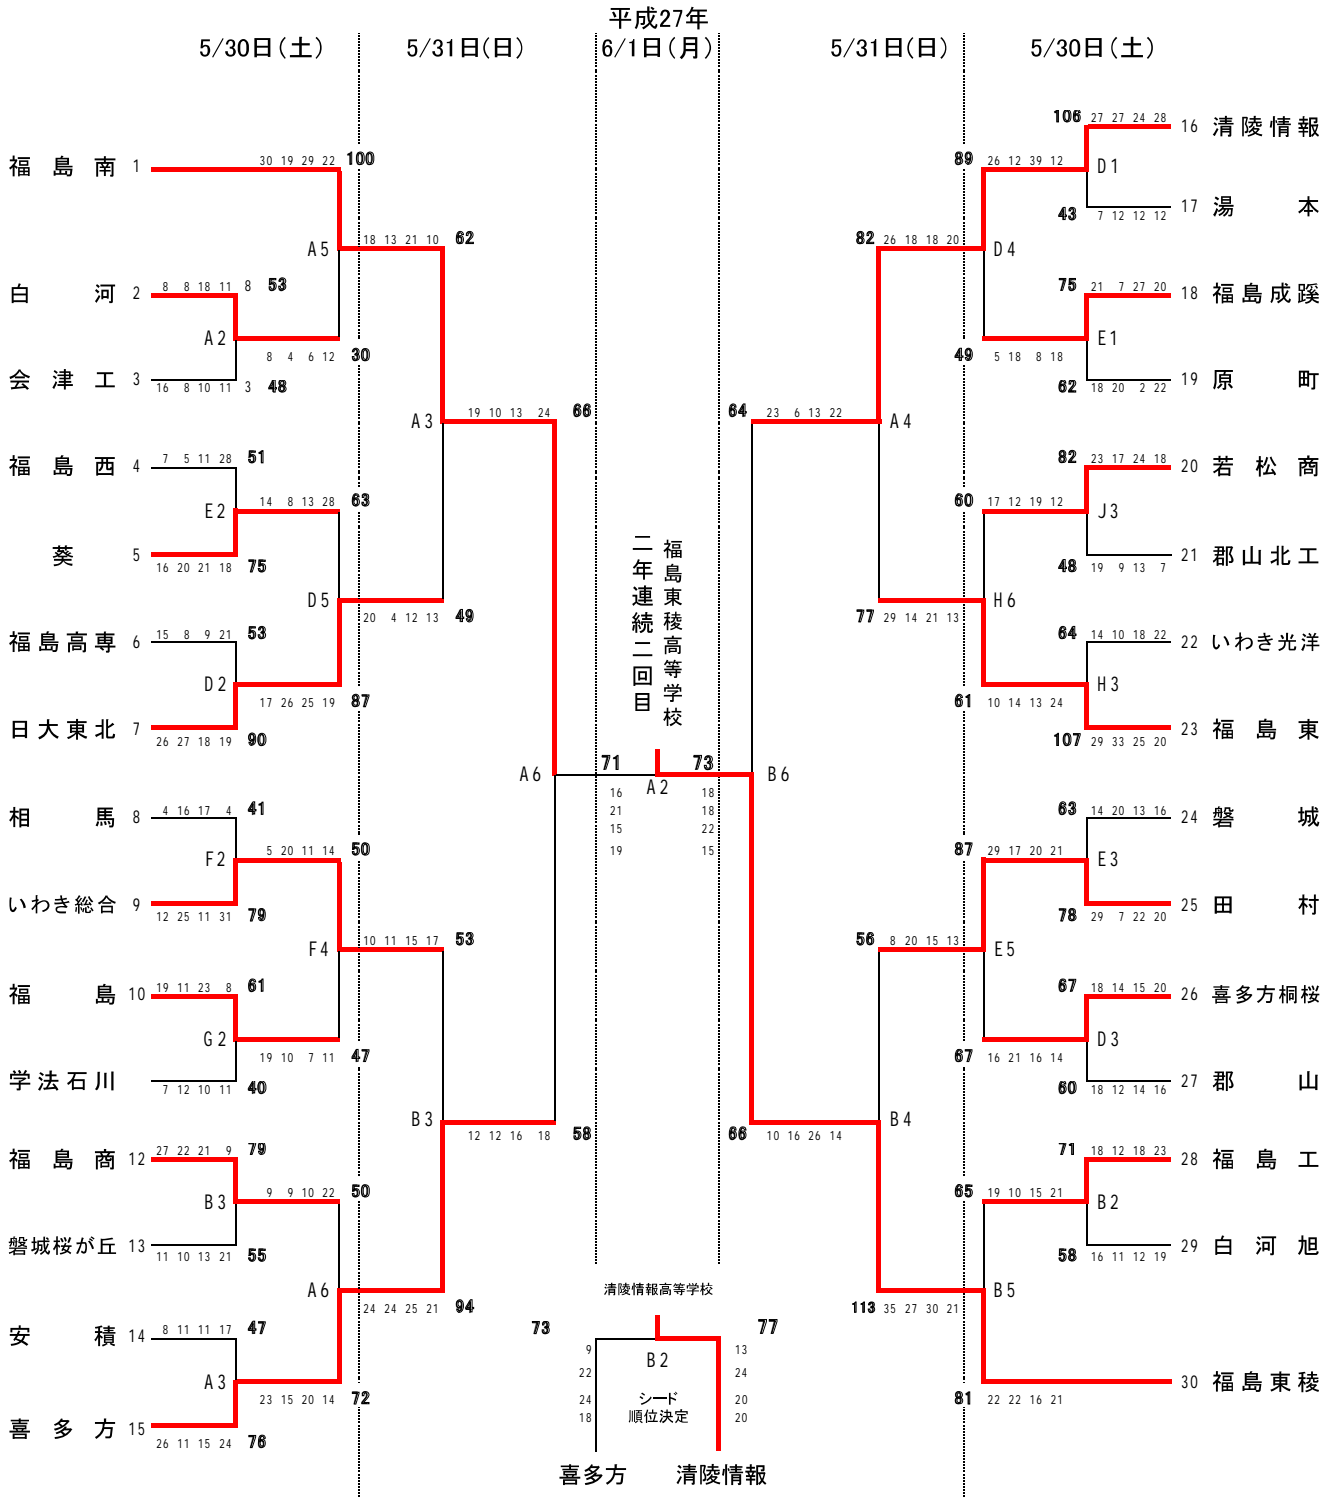 平成27年
5/30日(土) 5/31日(日) 6/1日(月) 5/31日(日) 5/30日(土)
福島南 1 30 19 29 22 100
A5
白河 2 8 8 18 11 8 53
A2
8 4 6 12 30
会津工 3 16 8 10 11 3 48
18 13 21 10 62
A3
福島西 4 7 5 11 28 51
E2
14 8 13 28 63
葵 5 16 20 21 18 75
D5
20 4 12 13 49
福島高専 6 15 8 9 21 53
D2
17 26 25 19 87
日大東北 7 26 27 18 19 90
19 10 13 24 66
A6
相馬 8 4 16 17 4 41
F2
5 20 11 14 50
いわき総合 9 12 25 11 31 79
F4
10 11 15 17 53
福島 10 19 11 23 8 61
G2
19 10 7 11 47
学法石川 7 12 10 11 40
B3
12 12 16 18 58
福島商 12 27 22 21 9 79
B3
9 9 10 22 50
磐城桜が丘 13 11 10 13 21 55
A6
24 24 25 21 94
安積 14 8 11 11 17 47
A3
23 15 20 14 72
喜多方 15 26 11 15 24 76
福島東稜高等学校
二年連続二回目
71 73
A2
16 18
21 18
15 22
19 15
106 27 27 24 28 16 清陵情報
89 26 12 39 12
D1
43 7 12 12 12 17 湯本
82 26 18 18 20
D4
75 21 7 27 20 18 福島成蹊
E1
49 5 18 8 18
62 18 20 2 22 19 原町
64 23 6 13 22
A4
82 23 17 24 18 20 若松商
60 17 12 19 12
J3
48 19 9 13 7 21 郡山北工
H6
77 29 14 21 13
64 14 10 18 22 22 いわき光洋
H3
61 10 14 13 24
107 29 33 25 20 23 福島東
B6
63 14 20 13 16 24 磐城
87 29 17 20 21
E3
78 29 7 22 20 25 田村
56 8 20 15 13
E5
67 18 14 15 20 26 喜多方桐桜
D3
67 16 21 16 14
60 18 12 14 16 27 郡山
66 10 16 26 14
B4
71 18 12 18 23 28 福島工
65 19 10 15 21
B2
58 16 11 12 19 29 白河旭
B5
113 35 27 30 21
81 22 22 16 21 30 福島東稜
清陵情報高等学校
73 77
B2
9 13
22 24
24 シード 20
18 順位決定 20
喜多方 清陵情報